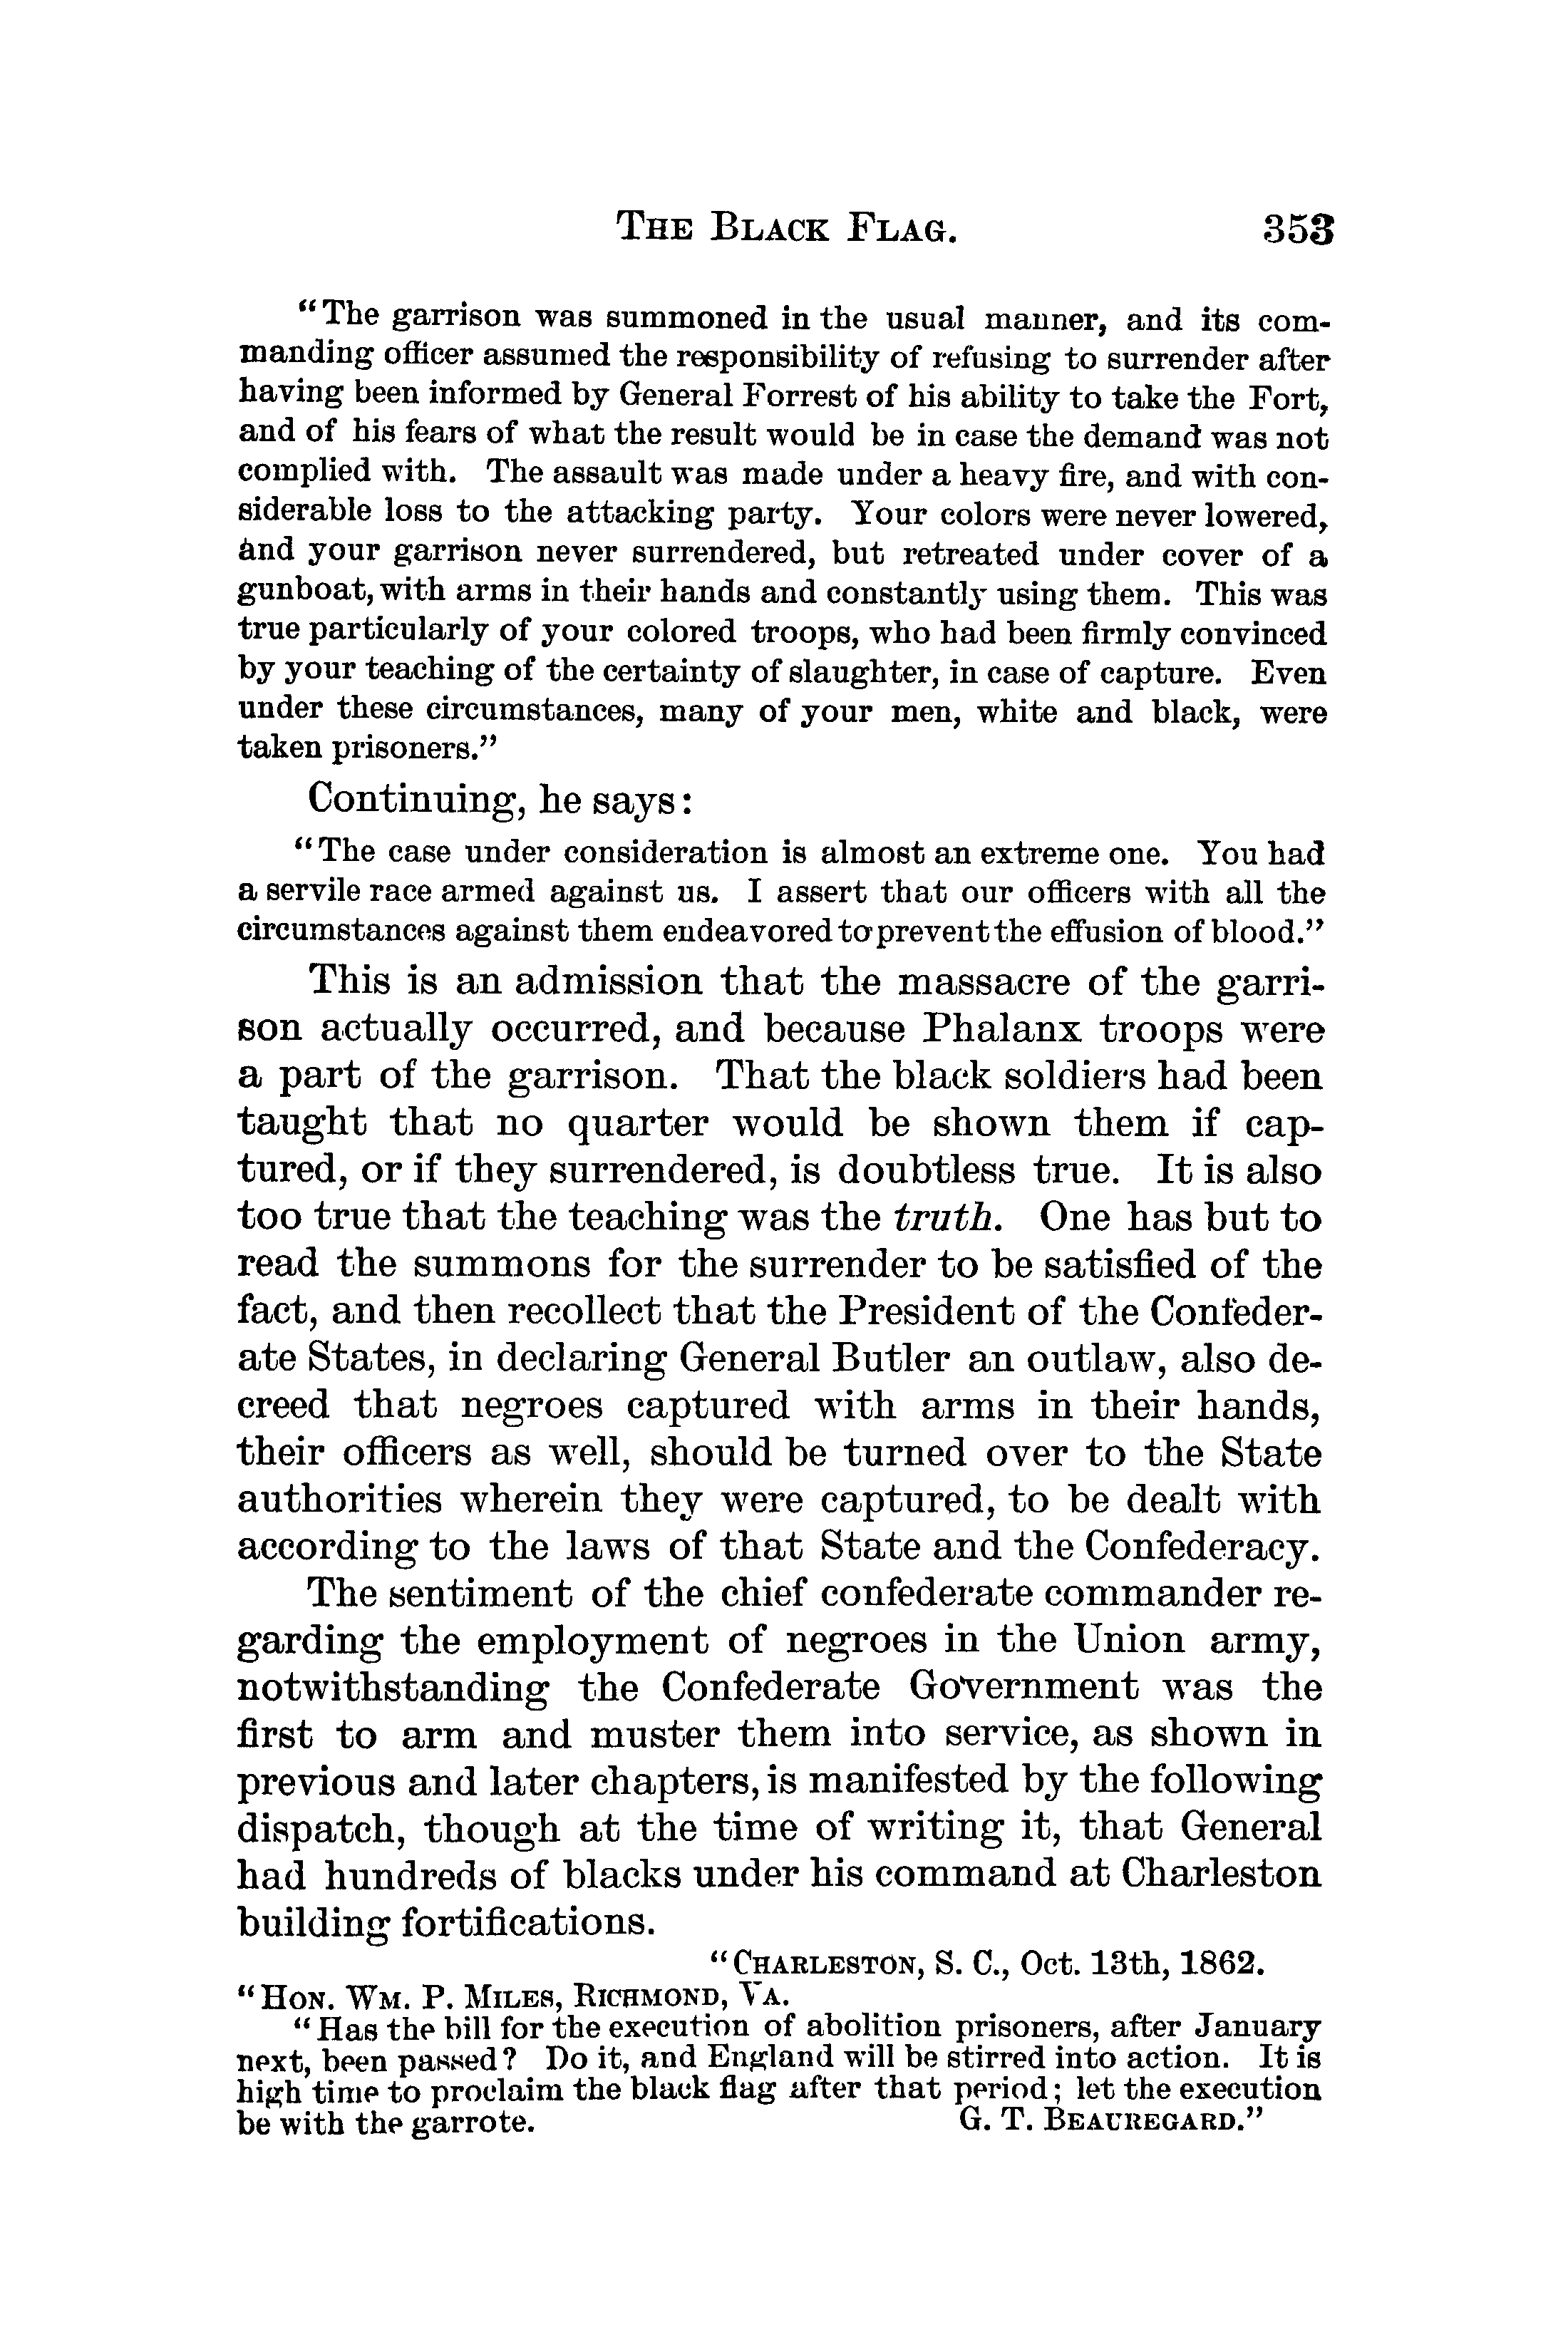 THE BLACK FLAG. 353
“The garrison was summoned in the usual manner, and its com-
manding officer assumed the responsibility of refusing to surrender after
having been informed by General Forrest of his ability to take the Fort,
and of his fears of what the result would be in case the demand was not
complied with. The assault was made under a heavy fire, and with con-
siderable loss to the attacking party. Your colors were never lowered,
and your garrison never surrendered, but retreated under cover of a
gunboat, with arms in their hands and constantly using them. This was
true particularly of your colored troops, who had been firmly convinced
by your teaching of the certainty of slaughter, in case of capture. Even
under these circumstances, many of your men, white and black, were
taken prisoners.”
Continuing, he says:
“The case under consideration is almost an extreme one. You had
a servile race armed against us. I assert that our officers with all the
circumstances against them endeavored to prevent the effusion of blood.”
This is an admission that the massacre of the garri-
son actually occurred, and because Phalanx troops were
a part of the garrison. That the black soldiers had been
taught that no quarter would be shown them if cap-
tured, or if they surrendered, is doubtless true. It is also
too true that the teaching was the truth. One has but to
read the summons for the surrender to be satisfied of the
fact, and then recollect that the President of the Confeder-
ate States, in declaring General Butler an outlaw, also de-
creed that negroes captured with arms in their hands,
their officers as well, should be turned over to the State
authorities wherein they were captured, to be dealt with
according to the laws of that State and the Confederacy.
The sentiment of the chief confederate commander re-
garding the employment of negroes in the Union army,
notwithstanding the Confederate Government was the
first to arm and muster them into service, as shown in
previous and later chapters, is manifested by the following
dispatch, though at the time of writing it, that General
had hundreds of blacks under his command at Charleston
building fortifications.
“CHARLESTON, S. C., Oct. 13th, 1862.
“HON. WM. P. MILES, RICHMOND, VA.
“Has the bill for the execution of abolition prisoners, after January
next, been passed? Do it, and England will be stirred into action. It is
high time to proclaim the black flag after that period; let the execution
be with the garrote. G. T. BEAUREGARD.”